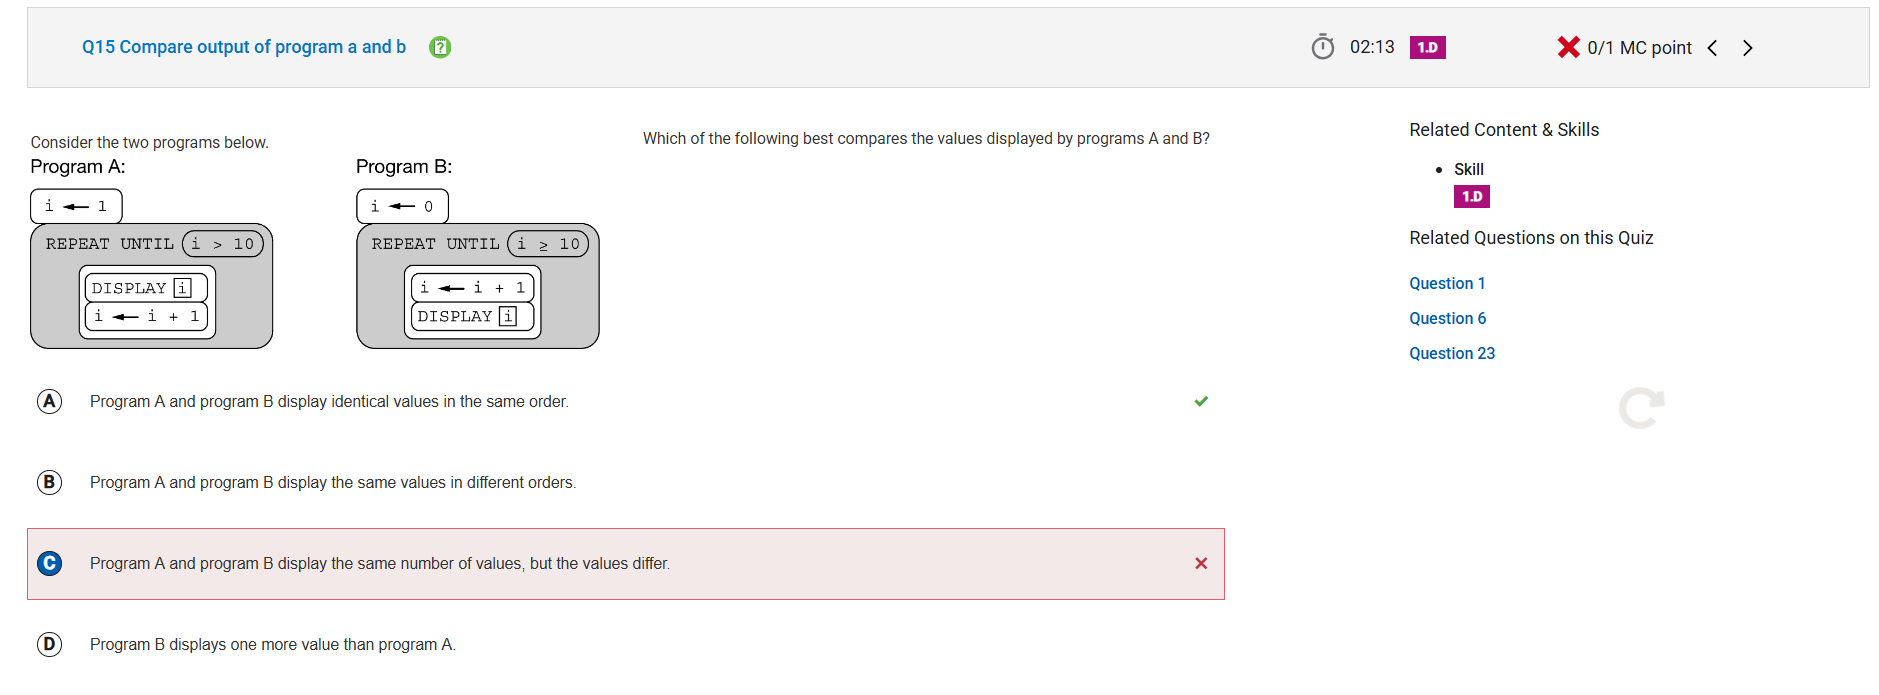 Q15 Compare output of program a and b ?
02:13 1.D
0/1 MC point
Consider the two programs below.
Program A:
i ← 1
REPEAT UNTIL i > 10
DISPLAY i
i ← i + 1
Program B:
i ← 0
REPEAT UNTIL i ≥ 10
i ← i + 1
DISPLAY i
Which of the following best compares the values displayed by programs A and B?
A Program A and program B display identical values in the same order.
B Program A and program B display the same values in different orders.
C Program A and program B display the same number of values, but the values differ.
D Program B displays one more value than program A.
Related Content & Skills
• Skill
1.D
Related Questions on this Quiz
Question 1
Question 6
Question 23